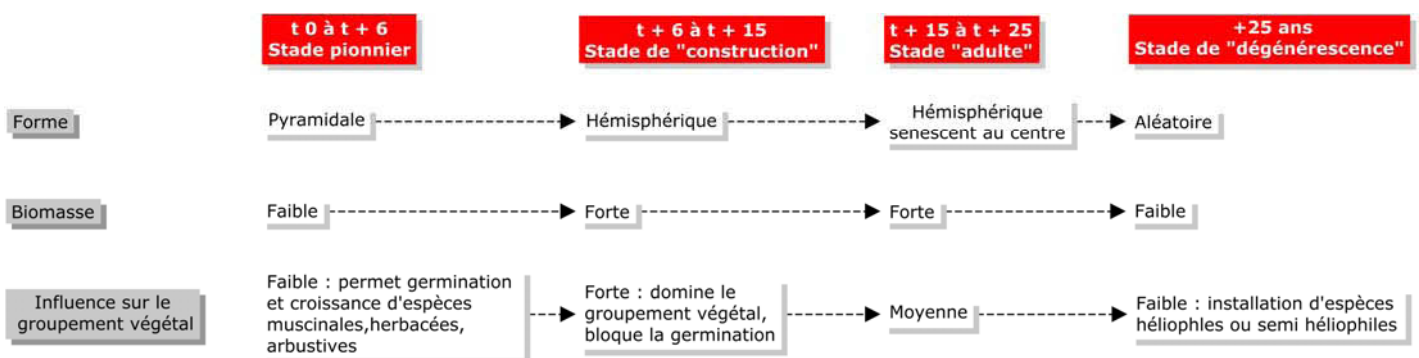 t 0 à t + 6
Stade pionnier
t + 6 à t + 15
Stade de "construction"
t + 15 à t + 25
Stade "adulte"
+25 ans
Stade de "dégénérescence"
Forme
Pyramidale
Hémisphérique
Hémisphérique
senescent au centre
Aléatoire
Biomasse
Faible
Forte
Forte
Faible
Influence sur le
groupement végétal
Faible : permet germination
et croissance d'espèces
muscinales,herbacées,
arbustives
Forte : domine le
groupement végétal,
bloque la germination
Moyenne
Faible : installation d'espèces
héliophles ou semi héliophiles